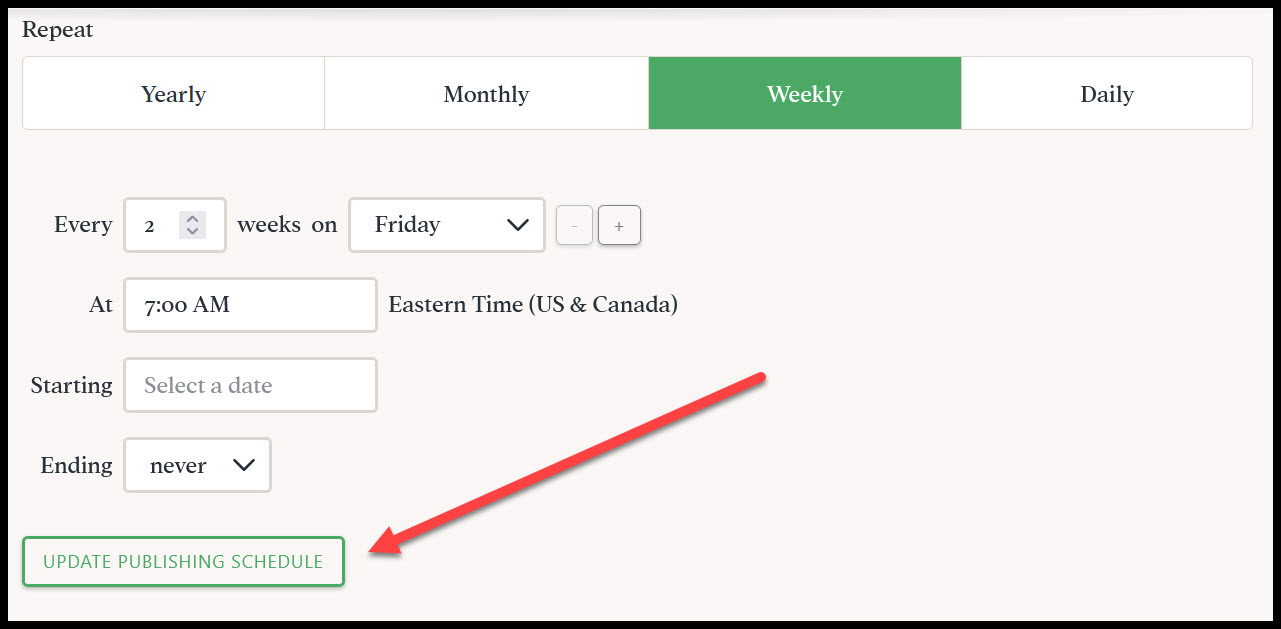 Repeat
Yearly Monthly Weekly Daily
Every 2 weeks on Friday - +
At 7:00 AM Eastern Time (US & Canada)
Starting Select a date
Ending never
UPDATE PUBLISHING SCHEDULE